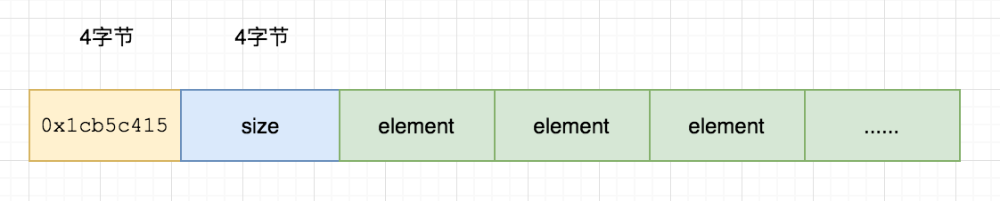 4字节 4字节
0x1cb5c415 size element element element ......